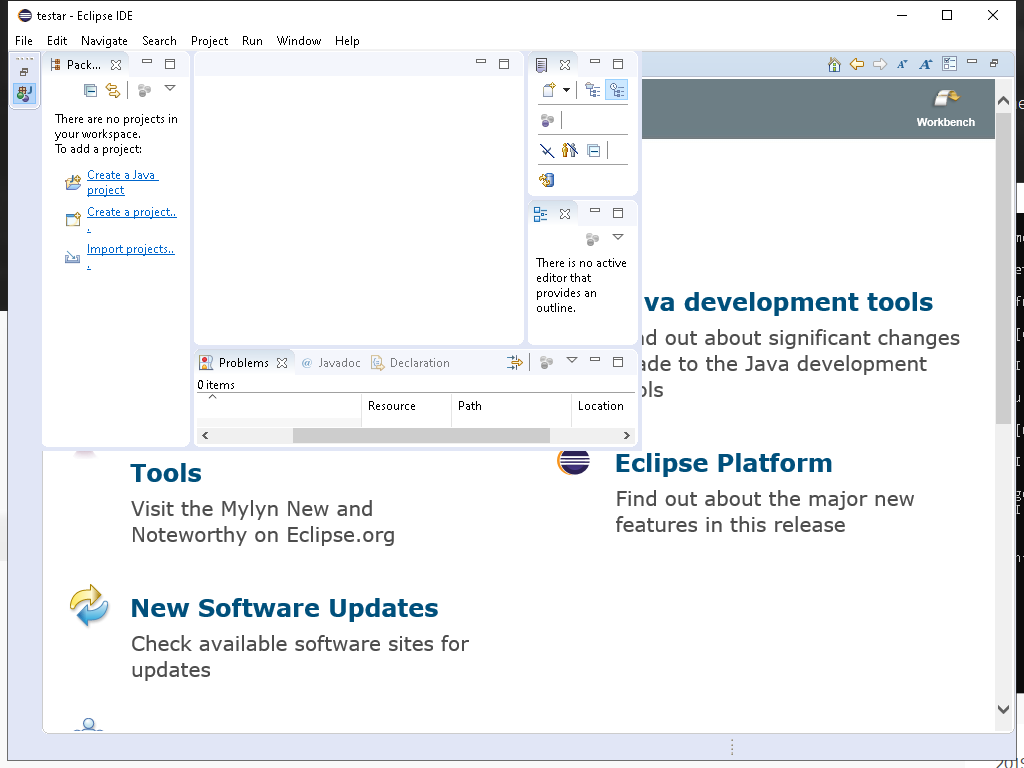 testar - Eclipse IDE
File Edit Navigate Search Project Run Window Help
Pack...
There are no projects in
your workspace.
To add a project:
Create a Java
project
Create a project..
.
Import projects..
.
There is no active
editor that
provides an
outline.
Problems @ Javadoc Declaration
0 items
Resource Path Location
Workbench
va development tools
nd out about significant changes
ade to the Java development
ols
Tools
Visit the Mylyn New and
Noteworthy on Eclipse.org
Eclipse Platform
Find out about the major new
features in this release
New Software Updates
Check available software sites for
updates